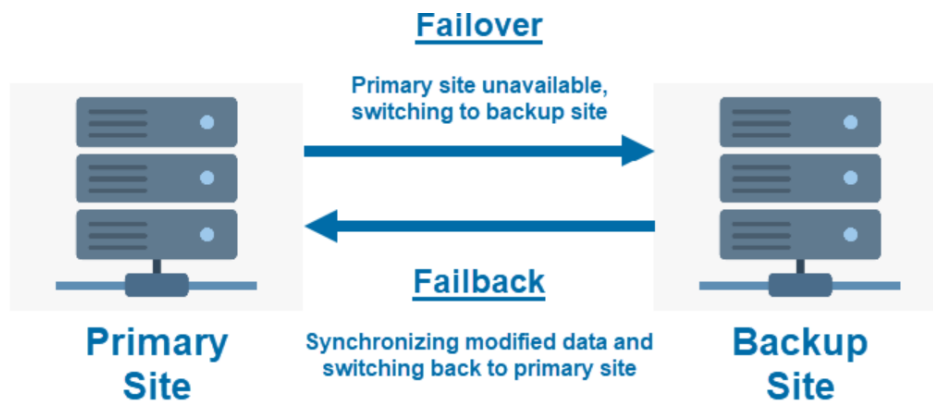 Failover
Primary site unavailable,
switching to backup site
Failback
Synchronizing modified data and
switching back to primary site
Primary
Site
Backup
Site